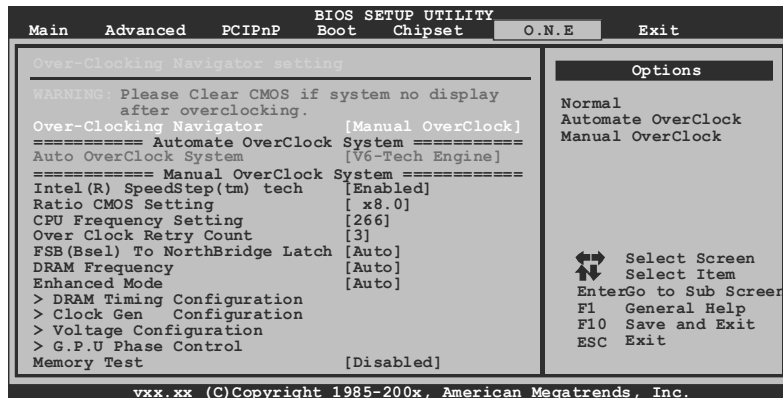 BIOS SETUP UTILITY
Main Advanced PCIPnP Boot Chipset O.N.E Exit
Over-Clocking Navigator setting
WARNING: Please Clear CMOS if system no display
after overclocking.
Over-Clocking Navigator [Manual OverClock]
=========== Automate OverClock System ===========
Auto OverClock System [V6-Tech Engine]
============ Manual OverClock System ============
Intel(R) SpeedStep(tm) tech [Enabled]
Ratio CMOS Setting [ x8.0]
CPU Frequency Setting [266]
Over Clock Retry Count [3]
FSB(Bsel) To NorthBridge Latch [Auto]
DRAM Frequency [Auto]
Enhanced Mode [Auto]
> DRAM Timing Configuration
> Clock Gen Configuration
> Voltage Configuration
> G.P.U Phase Control
Memory Test [Disabled]
Options
Normal
Automate OverClock
Manual OverClock
Select Screen
Select Item
EnterGo to Sub Screen
F1 General Help
F10 Save and Exit
ESC Exit
vxx.xx (C)Copyright 1985-200x, American Megatrends, Inc.